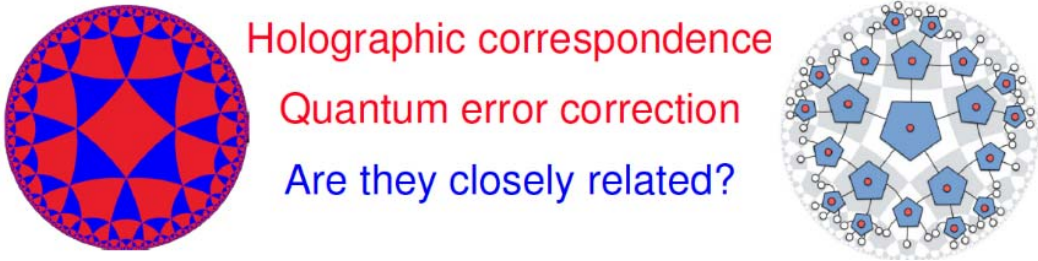 Holographic correspondence
Quantum error correction
Are they closely related?